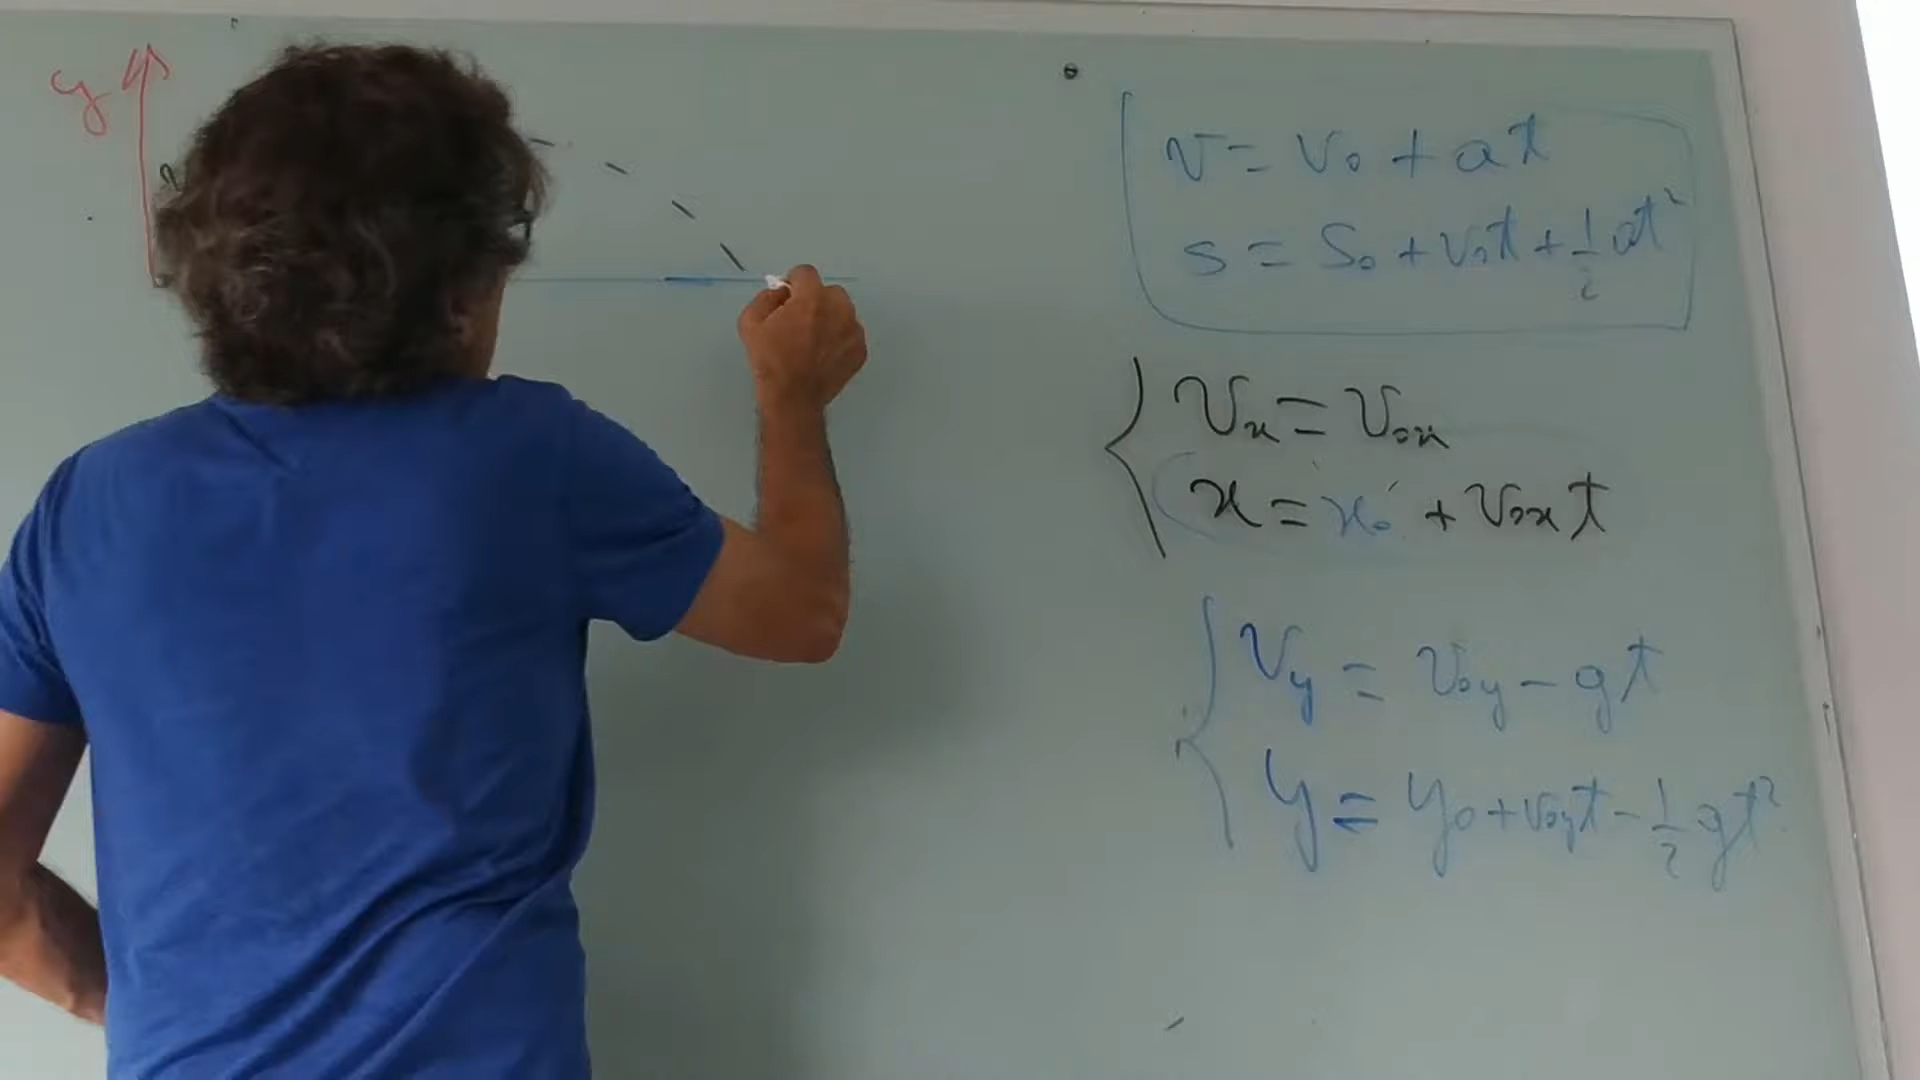 y
v = v₀ + at
s = s₀ + v₀t + ½at²
vₓ = v₀ₓ
x = x₀ + v₀ₓt
v_y = v₀y - gt
y = y₀ + v₀yt - ½gt²